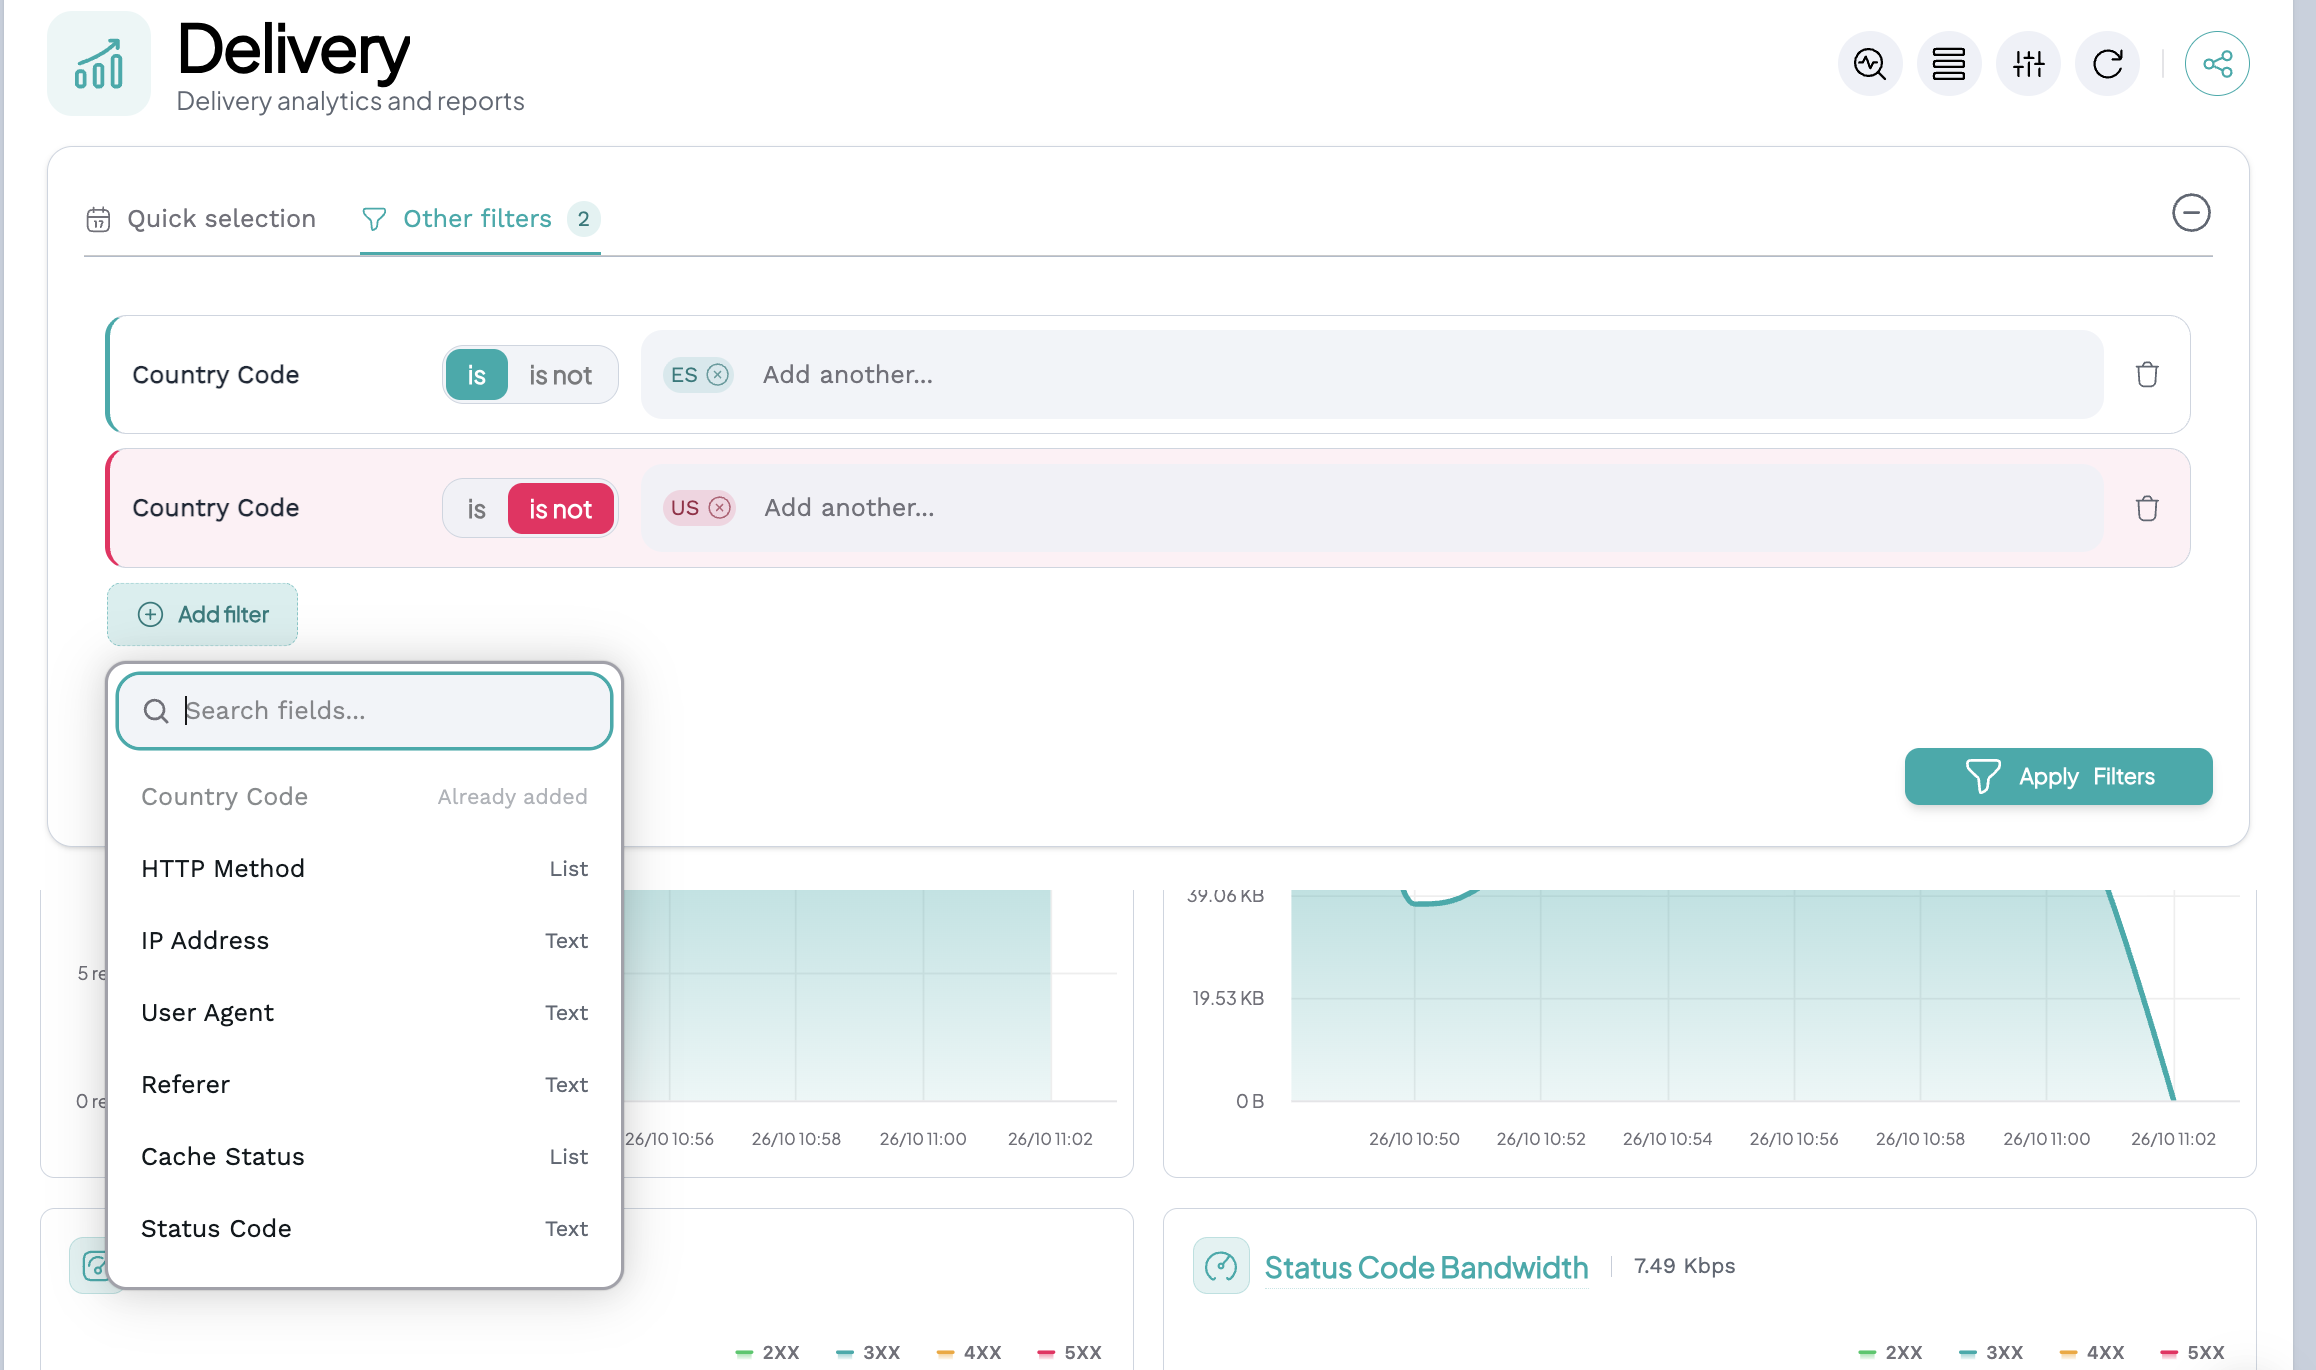 Delivery
Delivery analytics and reports
Quick selection
Other filters 2
Country Code is is not ES Add another...
Country Code is is not US Add another...
Add filter
Search fields...
Country Code Already added
HTTP Method List
IP Address Text
User Agent Text
Referer Text
Cache Status List
Status Code Text
Apply Filters
5 re
0 re
26/10 10:56 26/10 10:58 26/10 11:00 26/10 11:02
39.06 KB
19.53 KB
0 B
26/10 10:50 26/10 10:52 26/10 10:54 26/10 10:56 26/10 10:58 26/10 11:00 26/10 11:02
2XX 3XX 4XX 5XX
Status Code Bandwidth 7.49 Kbps
2XX 3XX 4XX 5XX